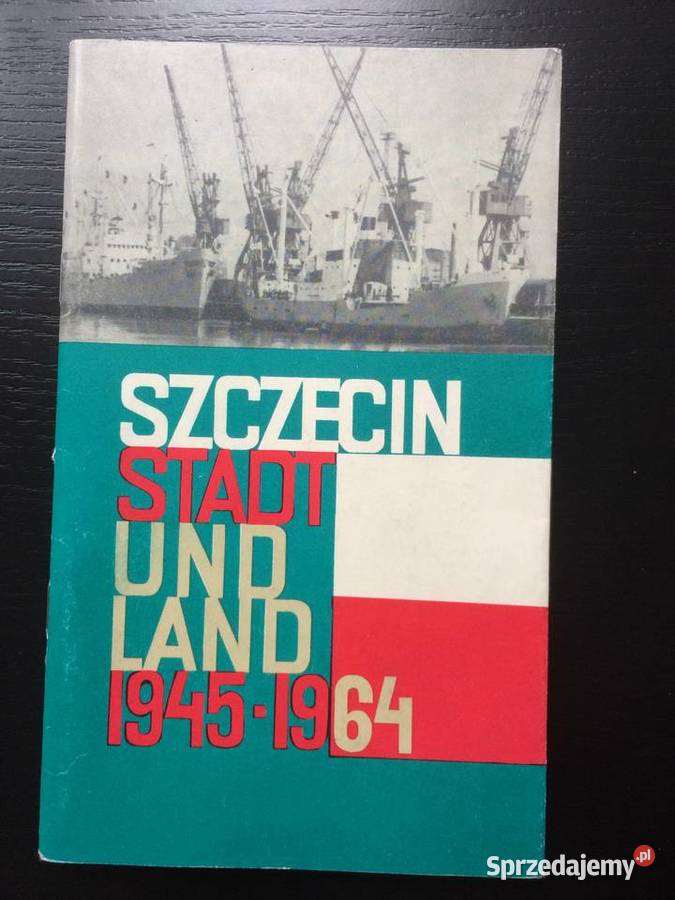 SZCZECIN
STADT
UND
LAND
1945·1964
Sprzedajemy.pl